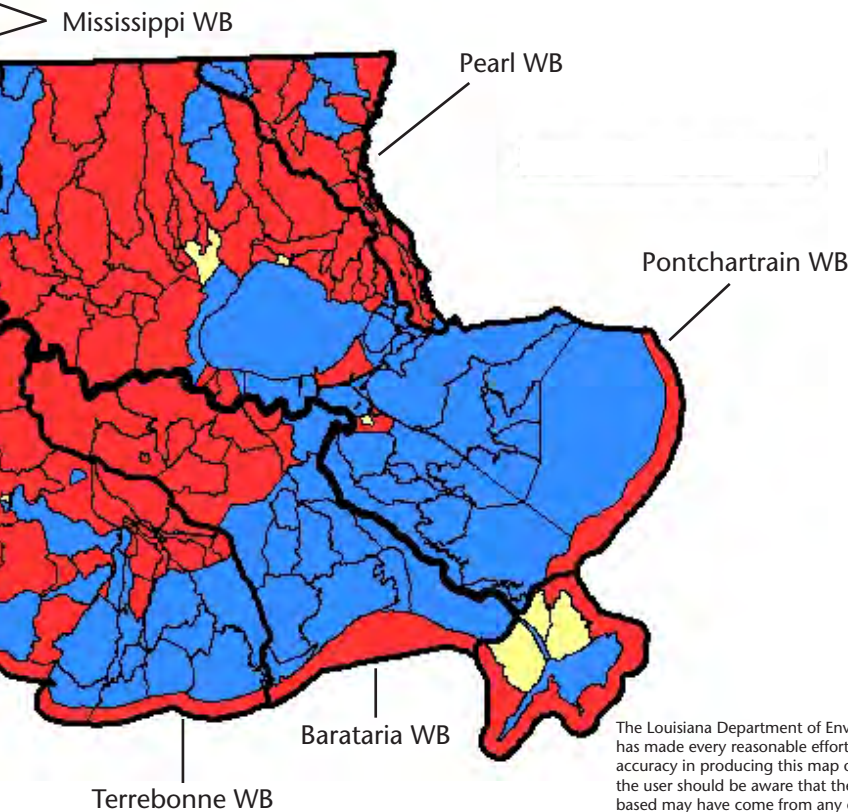 Mississippi WB
Pearl WB
Pontchartrain WB
Barataria WB
Terrebonne WB
The Louisiana Department of Env
has made every reasonable effort
accuracy in producing this map o
the user should be aware that the
based may have come from any o